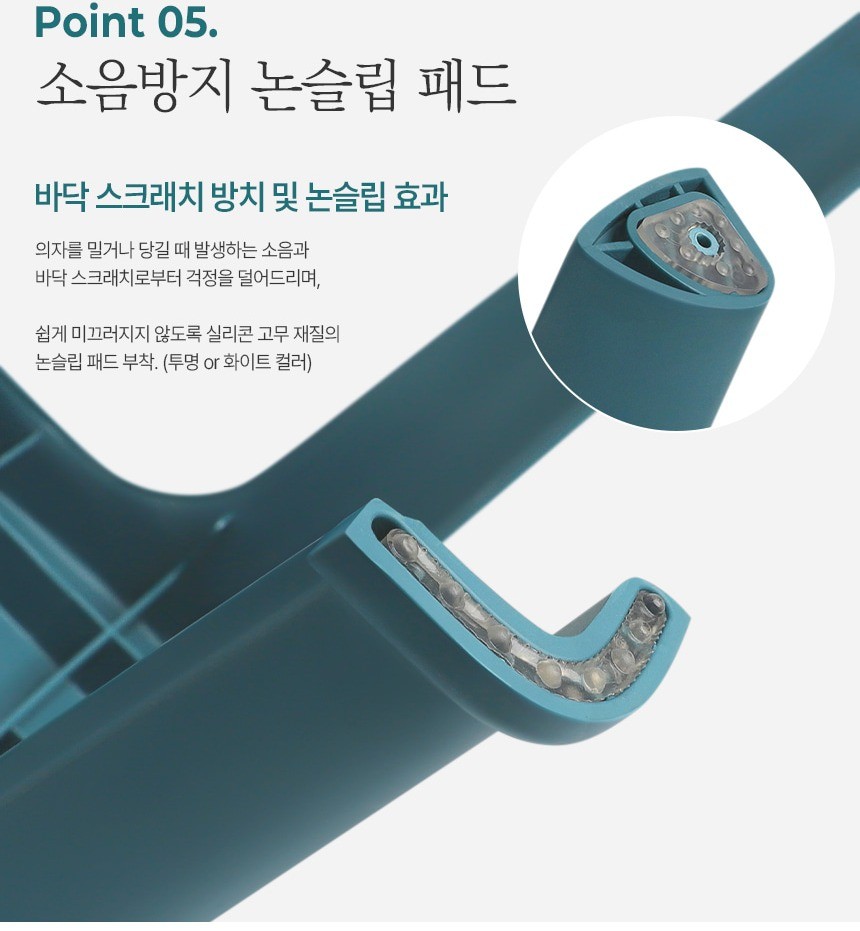 Point 05.
소음방지 논슬립 패드
바닥 스크래치 방치 및 논슬립 효과
의자를 밀거나 당길 때 발생하는 소음과
바닥 스크래치로부터 걱정을 덜어드리며,
쉽게 미끄러지지 않도록 실리콘 고무 재질의
논슬립 패드 부착. (투명 or 화이트 컬러)